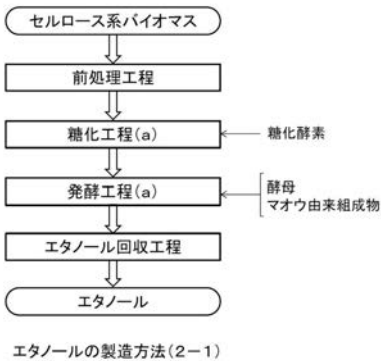 セルロース系バイオマス
前処理工程
糖化工程(a)
糖化酵素
発酵工程(a)
酵母
マオウ由来組成物
エタノール回収工程
エタノール
エタノールの製造方法(2-1)